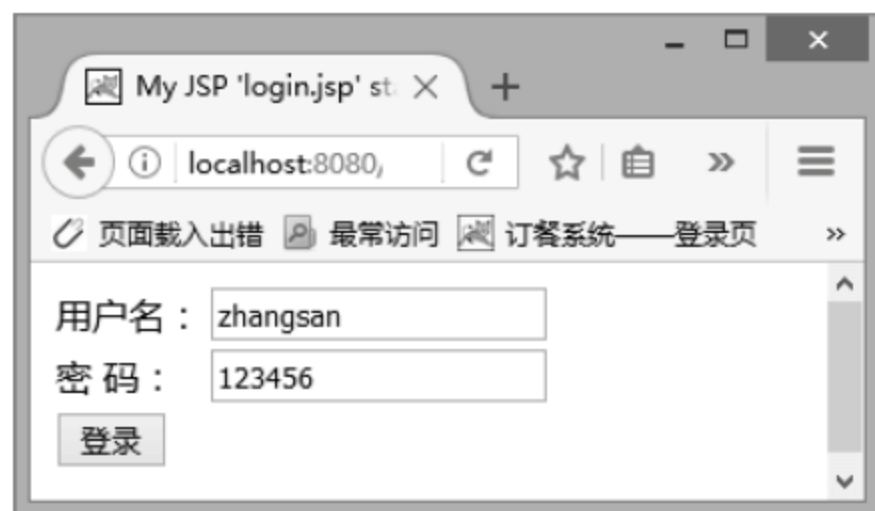 My JSP 'login.jsp' st
localhost:8080,
页面载入出错 最常访问 订餐系统——登录页
用户名： zhangsan
密 码： 123456
登录